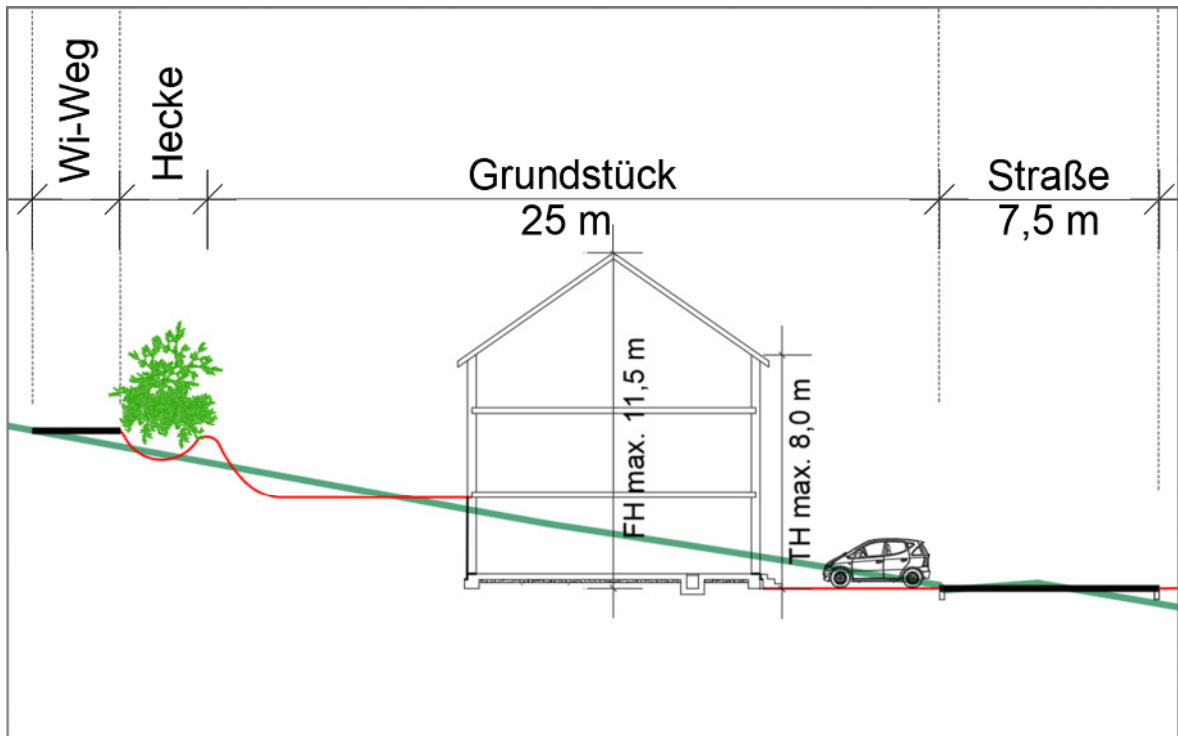 Wi-Weg
Hecke
Grundstück
25 m
Straße
7,5 m
FH max. 11,5 m
TH max. 8,0 m